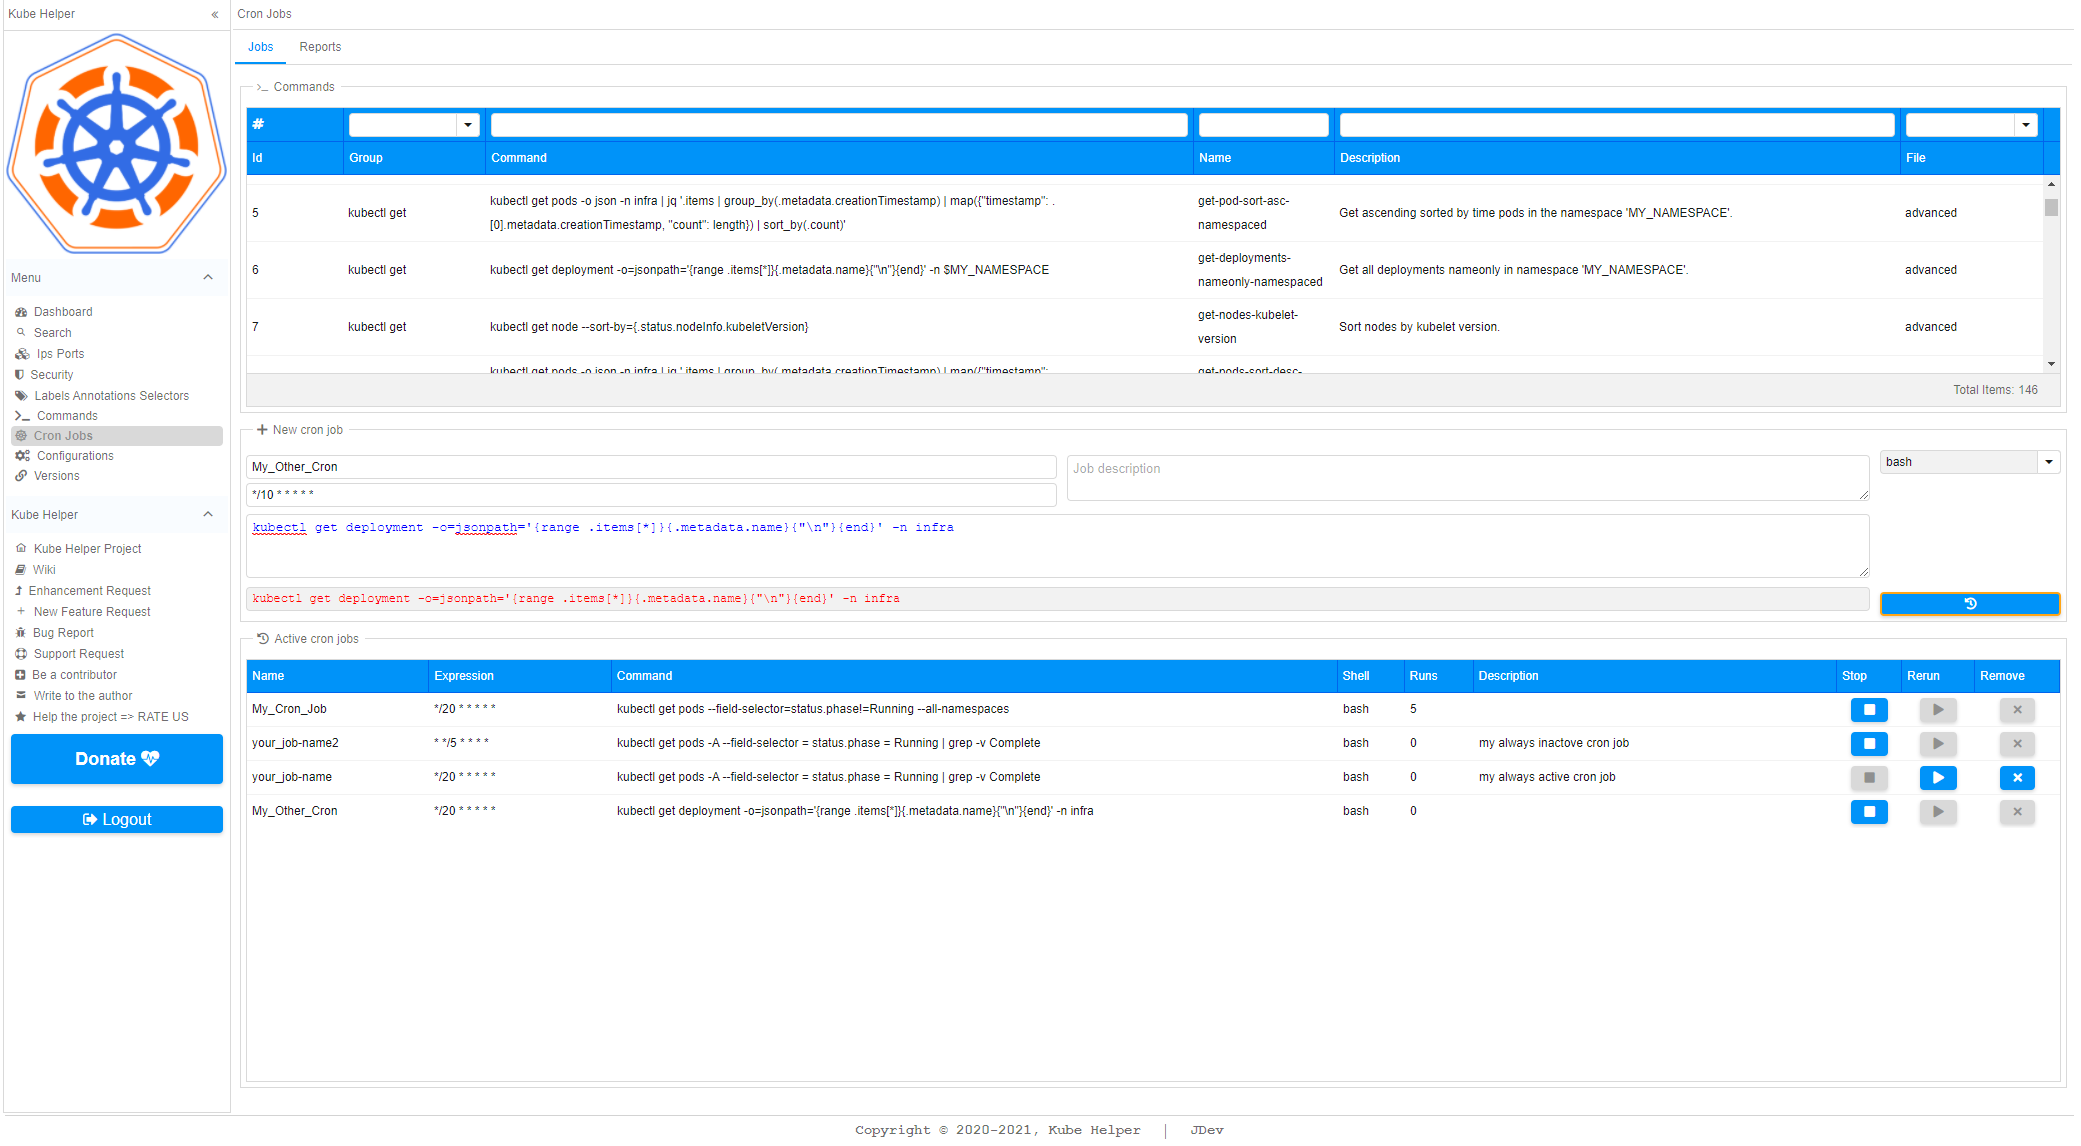 Kube Helper «
Cron Jobs
Jobs Reports
Menu
Dashboard
Search
Ips Ports
Security
Labels Annotations Selectors
Commands
Cron Jobs
Configurations
Versions
Kube Helper
Kube Helper Project
Wiki
Enhancement Request
New Feature Request
Bug Report
Support Request
Be a contributor
Write to the author
Help the project => RATE US
Donate
Logout
>_ Commands
#
Id Group Command Name Description File
5 kubectl get kubectl get pods -o json -n infra | jq '.items | group_by(.metadata.creationTimestamp) | map({"timestamp": .
[0].metadata.creationTimestamp, "count": length}) | sort_by(.count)'
get-pod-sort-asc-
namespaced
Get ascending sorted by time pods in the namespace 'MY_NAMESPACE'. advanced
6 kubectl get kubectl get deployment -o=jsonpath='{range .items[*]}{.metadata.name}{"\n"}{end}' -n $MY_NAMESPACE
get-deployments-
nameonly-namespaced
Get all deployments nameonly in namespace 'MY_NAMESPACE'. advanced
7 kubectl get kubectl get node --sort-by={.status.nodeInfo.kubeletVersion}
get-nodes-kubelet-
version
Sort nodes by kubelet version. advanced
kubectl get pods -o json -n infra | jq '.items | group_by(.metadata.creationTimestamp) | map({"timestamp":
get-pods-sort-desc-
Total Items: 146
New cron job
My_Other_Cron
Job description
bash
*/10 * * * * *
kubectl get deployment -o=jsonpath='{range .items[*]}{.metadata.name}{"\n"}{end}' -n infra
kubectl get deployment -o=jsonpath='{range .items[*]}{.metadata.name}{"\n"}{end}' -n infra
Active cron jobs
Name Expression Command Shell Runs Description Stop Rerun Remove
My_Cron_Job */20 * * * * * kubectl get pods --field-selector=status.phase!=Running --all-namespaces bash 5
your_job-name2 * */5 * * * * kubectl get pods -A --field-selector = status.phase = Running | grep -v Complete bash 0 my always inactove cron job
your_job-name */20 * * * * * kubectl get pods -A --field-selector = status.phase = Running | grep -v Complete bash 0 my always active cron job
My_Other_Cron */20 * * * * * kubectl get deployment -o=jsonpath='{range .items[*]}{.metadata.name}{"\n"}{end}' -n infra bash 0
Copyright © 2020-2021, Kube Helper | JDev